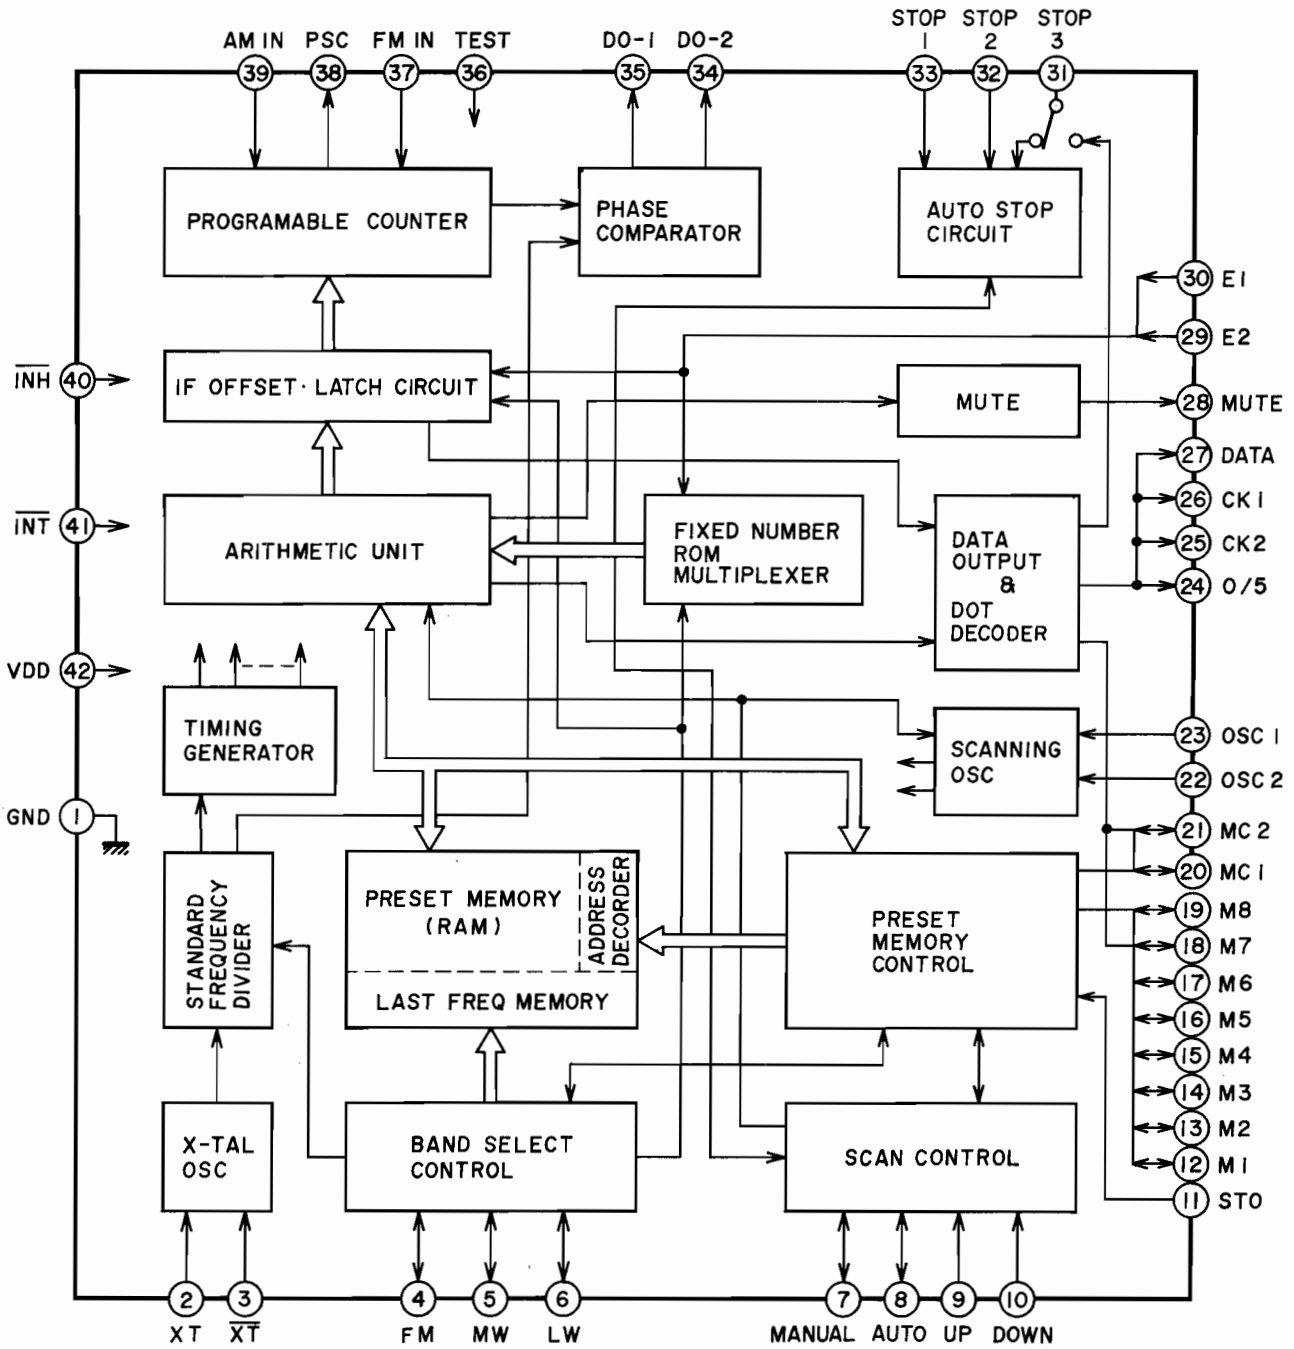 STOP STOP STOP
AM IN PSC FM IN TEST DO-1 DO-2 1 2 3
39 38 37 36 35 34 33 32 31
PROGRAMABLE COUNTER
PHASE
COMPARATOR
AUTO STOP
CIRCUIT
30 E1
29 E2
INH 40
IF OFFSET · LATCH CIRCUIT
MUTE
28 MUTE
27 DATA
26 CK1
25 CK2
24 0/5
INT 41
ARITHMETIC UNIT
FIXED NUMBER
ROM
MULTIPLEXER
DATA
OUTPUT
&
DOT
DECODER
VDD 42
TIMING
GENERATOR
SCANNING
OSC
23 OSC 1
22 OSC 2
GND 1
21 MC 2
20 MC 1
19 M8
18 M7
17 M6
16 M5
15 M4
14 M3
13 M2
12 M1
11 STO
STANDARD
FREQUENCY
DIVIDER
PRESET MEMORY
(RAM)
ADDRESS
DECORDER
LAST FREQ MEMORY
PRESET
MEMORY
CONTROL
X-TAL
OSC
BAND SELECT
CONTROL
SCAN CONTROL
2 3 4 5 6 7 8 9 10
XT XT FM MW LW MANUAL AUTO UP DOWN